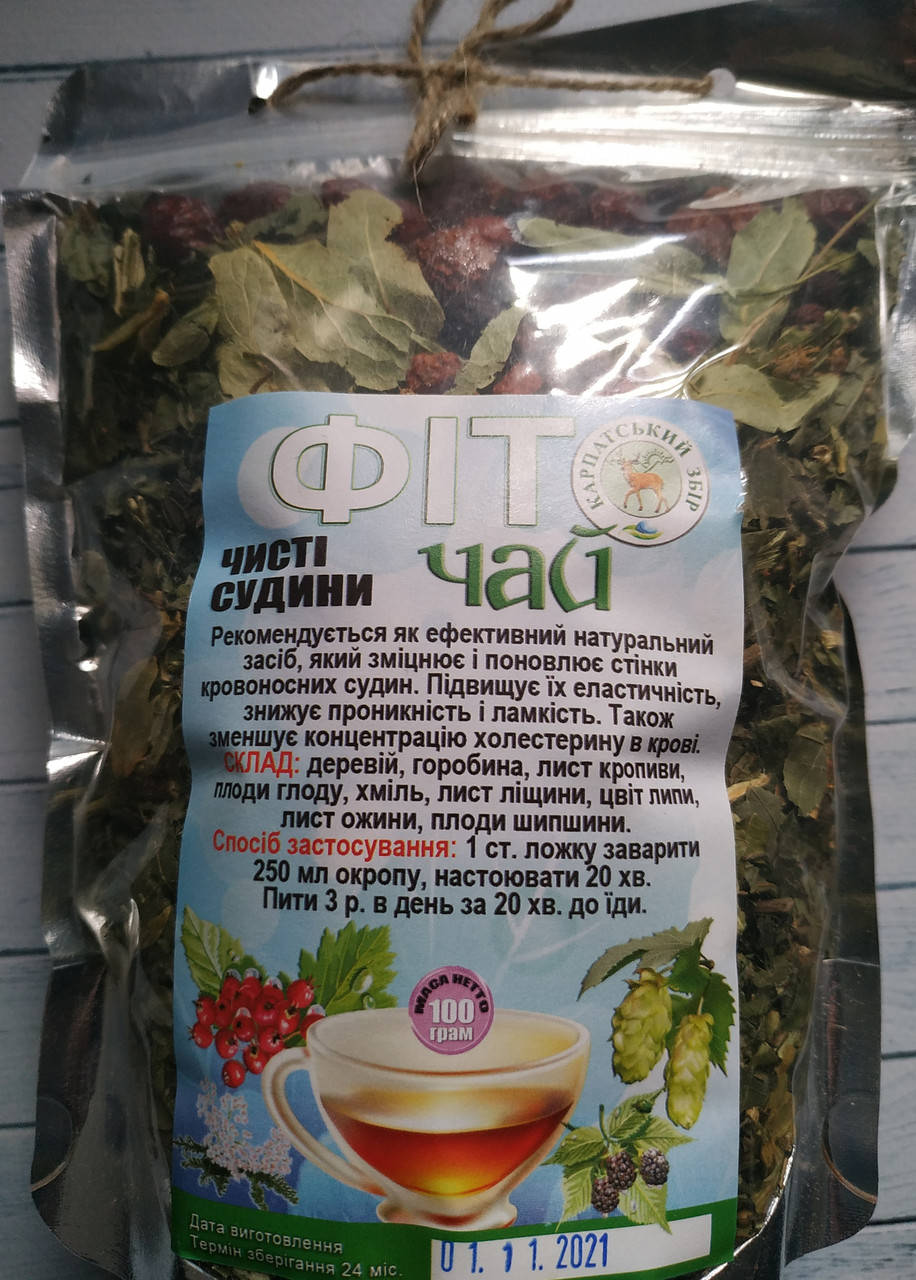 ФІТО
КАРПАТСЬКИЙ ЗБІР
ЧИСТІ
СУДИНИ
чай
Рекомендується як ефективний натуральний
засіб, який зміцнює і поновлює стінки
кровоносних судин. Підвищує їх еластичність,
знижує проникність і ламкість. Також
зменшує концентрацію холестерину в крові.
СКЛАД: деревій, горобина, лист кропиви,
плоди глоду, хміль, лист ліщини, цвіт липи,
лист ожини, плоди шипшини.
Спосіб застосування: 1 ст. ложку заварити
250 мл окропу, настоювати 20 хв.
Пити 3 р. в день за 20 хв. до їди.
МАСА НЕТТО
100
грам
Дата виготовлення
Термін зберігання 24 міс.
01.11.2021